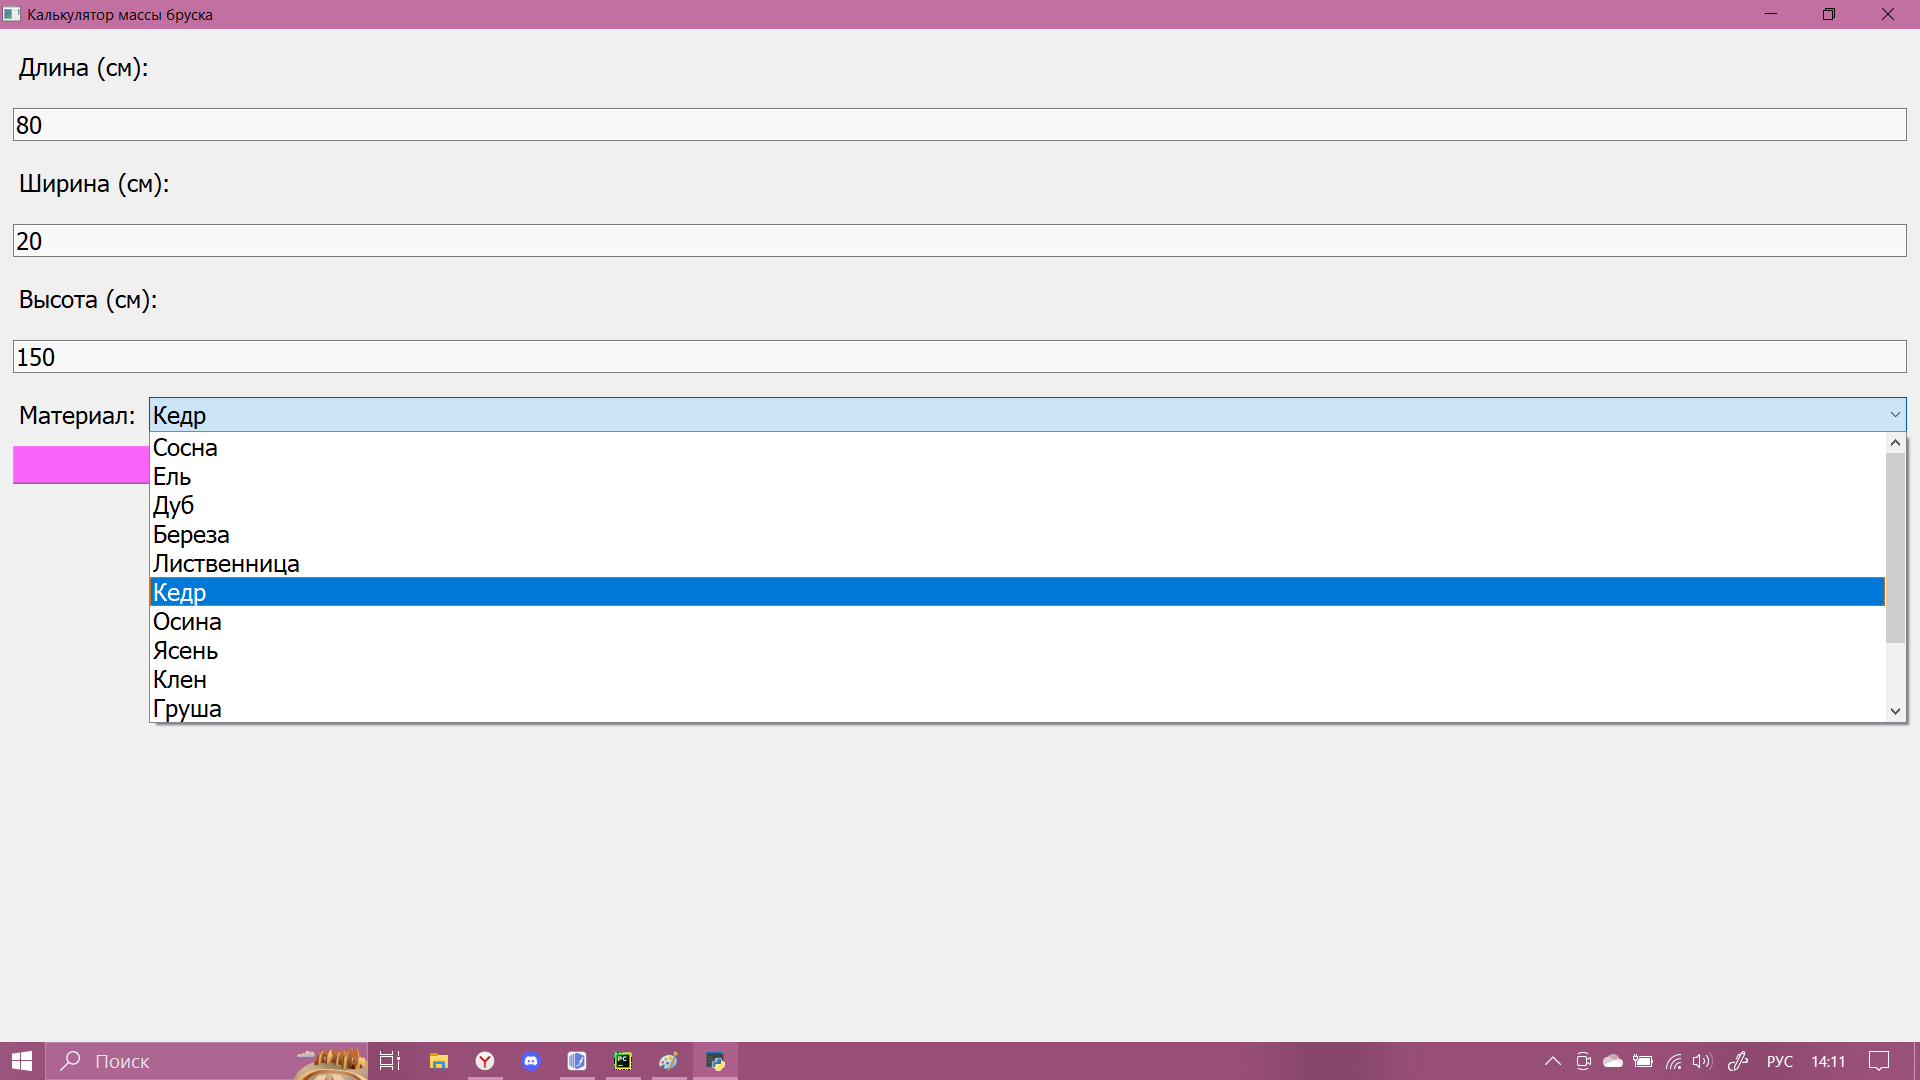 Калькулятор массы бруска
Длина (см):
80
Ширина (см):
20
Высота (см):
150
Материал: Кедр
Сосна
Ель
Дуб
Береза
Лиственница
Кедр
Осина
Ясень
Клен
Груша
Поиск
PC
РУС 14:11